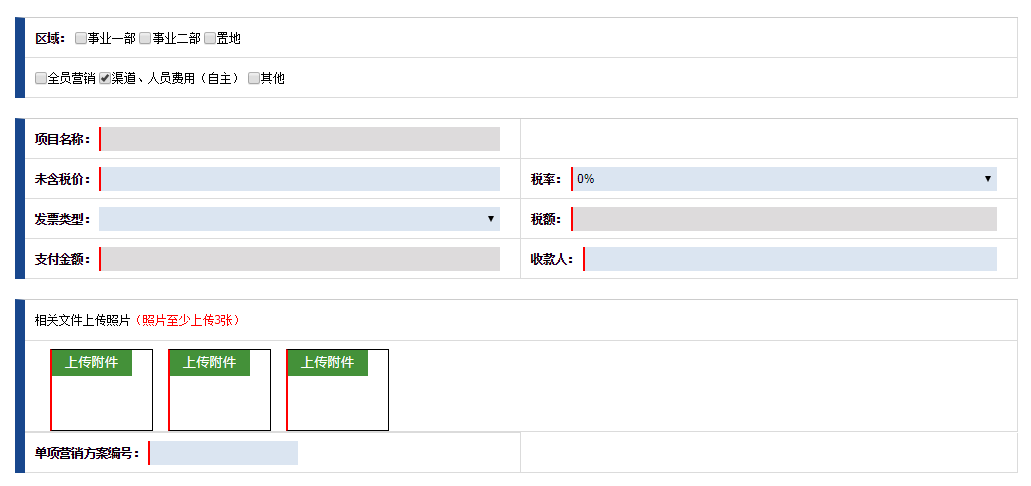 区域： 事业一部 事业二部 置地
全员营销 渠道、人员费用（自主） 其他
项目名称：
未含税价： 税率： 0%
发票类型： 税额：
支付金额： 收款人：
相关文件上传照片（照片至少上传3张）
上传附件 上传附件 上传附件
单项营销方案编号：